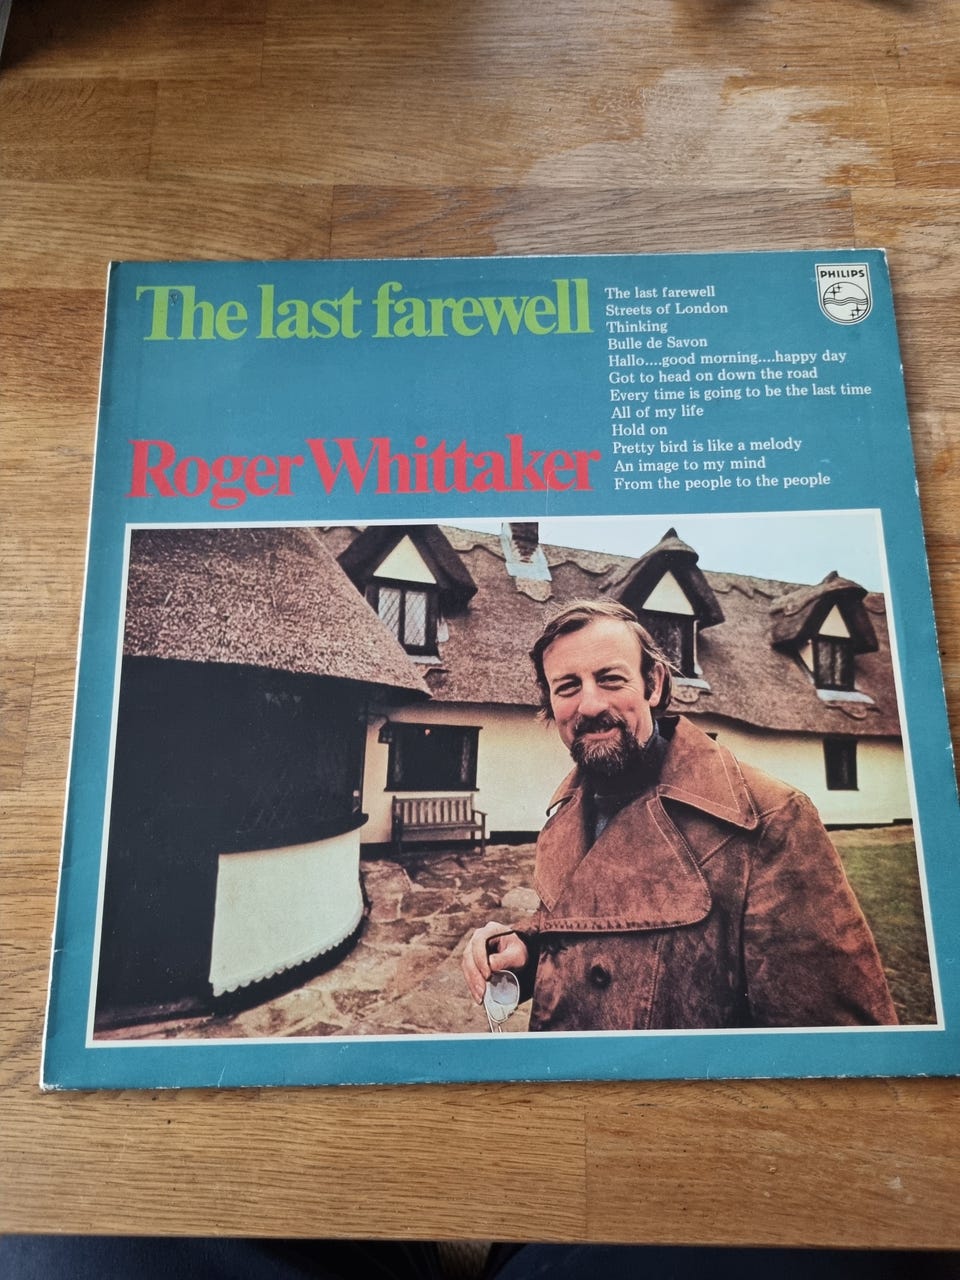 The last farewell
Roger Whittaker
The last farewell
Streets of London
Thinking
Bulle de Savon
Hallo....good morning....happy day
Got to head on down the road
Every time is going to be the last time
All of my life
Hold on
Pretty bird is like a melody
An image to my mind
From the people to the people
PHILIPS